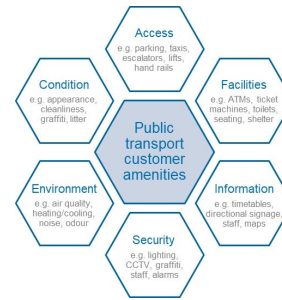 Access
e.g. parking, taxis,
escalators, lifts,
hand rails
Condition
e.g. appearance,
cleanliness,
graffiti, litter
Facilities
e.g. ATMs, ticket
machines, toilets,
seating, shelter
Public
transport
customer
amenities
Environment
e.g. air quality,
heating/cooling,
noise, odour
Information
e.g. timetables,
directional signage,
staff, maps
Security
e.g. lighting,
CCTV, graffiti,
staff, alarms